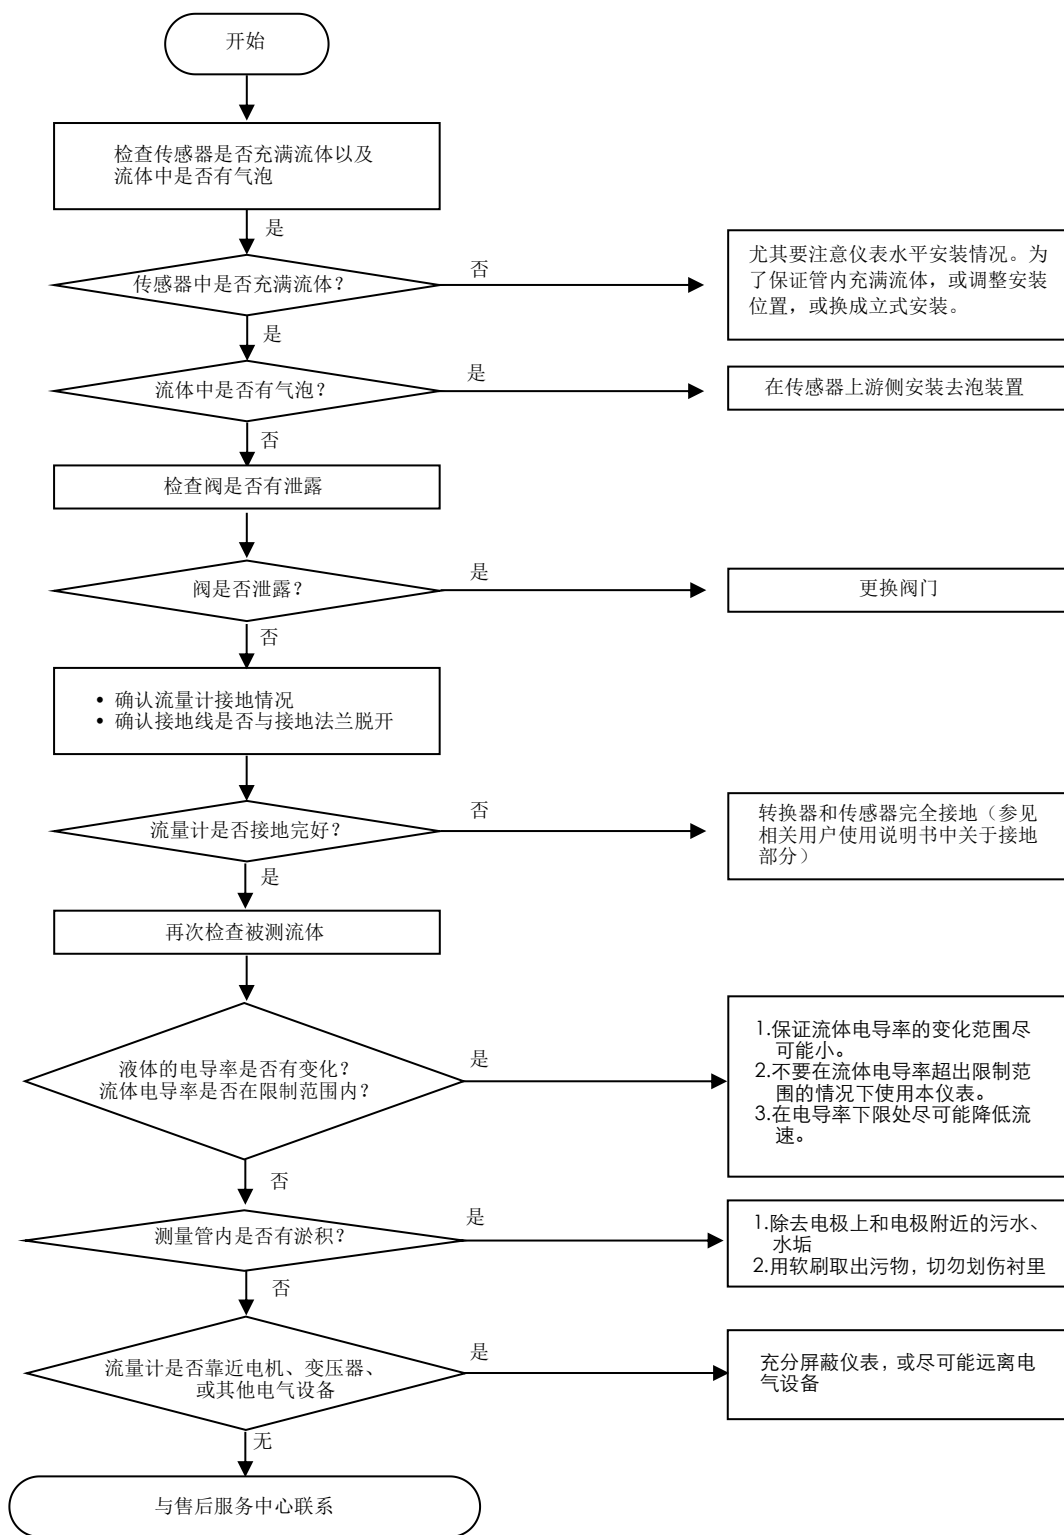 开始
检查传感器是否充满流体以及
流体中是否有气泡
是
传感器中是否充满流体？
否
尤其要注意仪表水平安装情况。为
了保证管内充满流体，或调整安装
位置，或换成立式安装。
是
流体中是否有气泡？
是
在传感器上游侧安装去泡装置
否
检查阀是否有泄露
阀是否泄露？
是
更换阀门
否
• 确认流量计接地情况
• 确认接地线是否与接地法兰脱开
流量计是否接地完好？
否
转换器和传感器完全接地（参见
相关用户使用说明书中关于接地
部分）
是
再次检查被测流体
液体的电导率是否有变化？
流体电导率是否在限制范围内？
是
1.保证流体电导率的变化范围尽
可能小。
2.不要在流体电导率超出限制范
围的情况下使用本仪表。
3.在电导率下限处尽可能降低流
速。
否
测量管内是否有淤积？
是
1.除去电极上和电极附近的污水、
水垢
2.用软刷取出污物，切勿划伤衬里
否
流量计是否靠近电机、变压器、
或其他电气设备
是
充分屏蔽仪表，或尽可能远离电
气设备
无
与售后服务中心联系